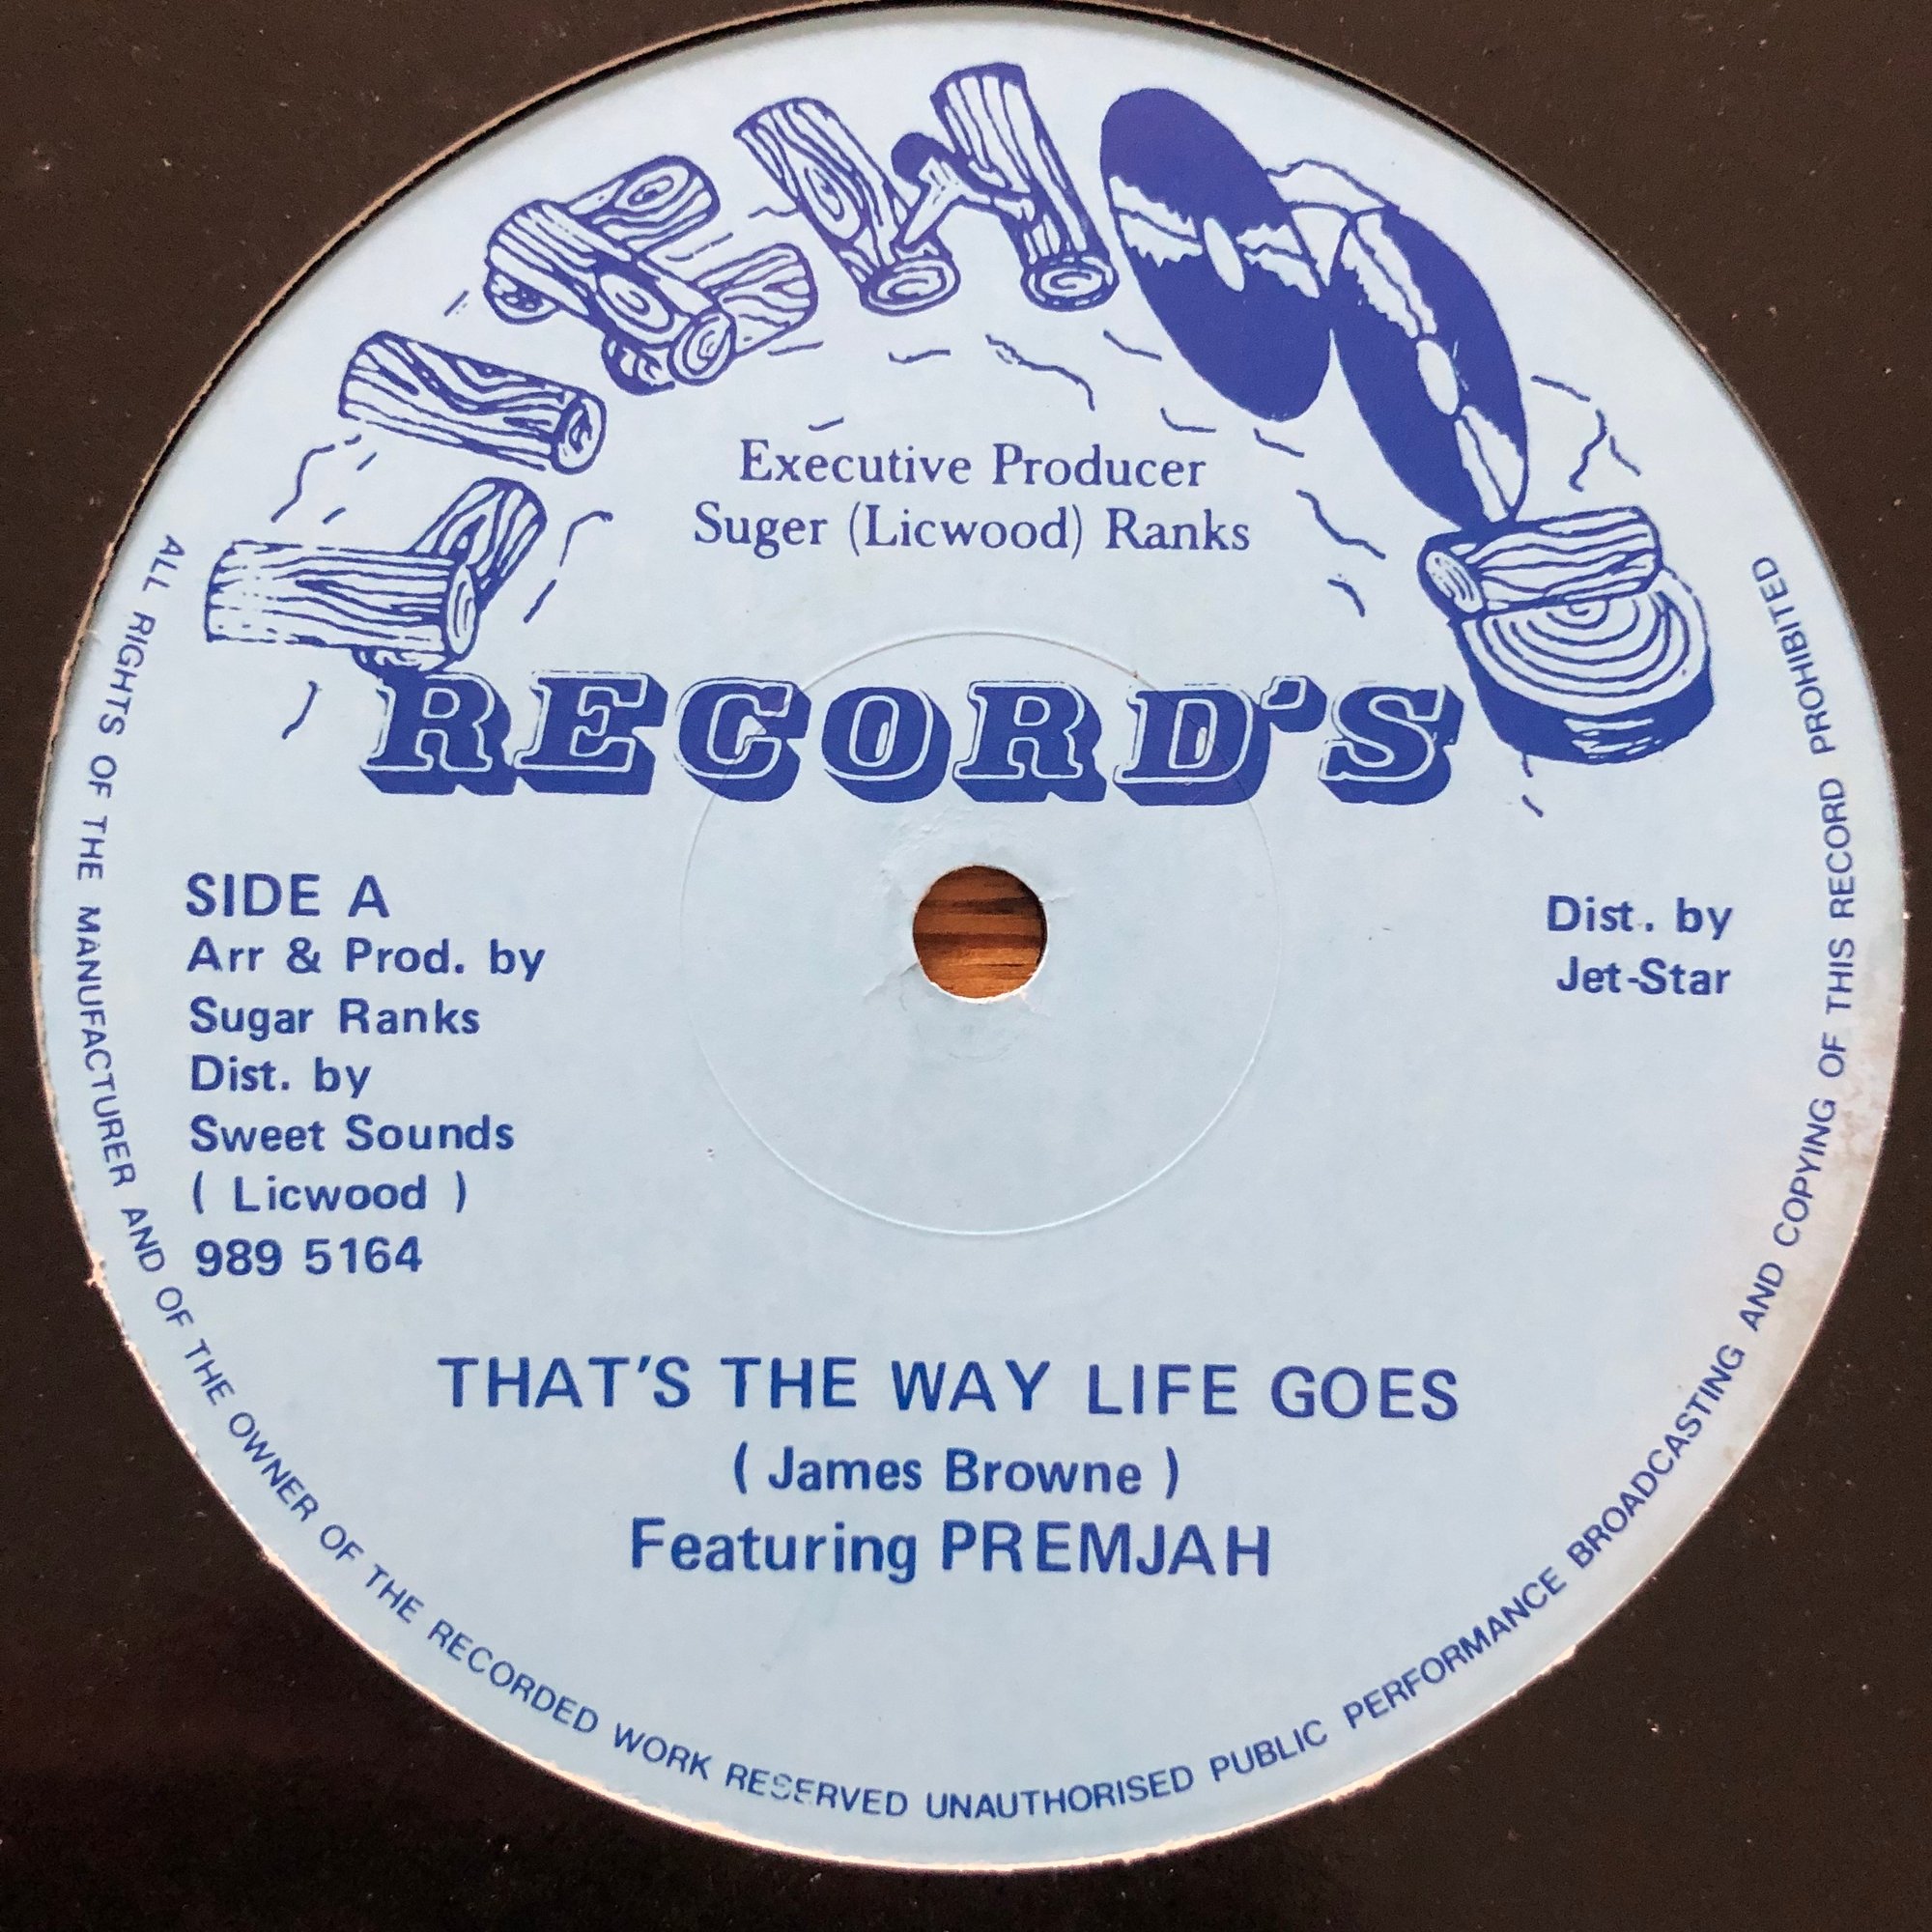 LICWOOD
Executive Producer
Suger (Licwood) Ranks
RECORD'S
SIDE A
Arr & Prod. by
Sugar Ranks
Dist. by
Sweet Sounds
( Licwood )
989 5164
Dist. by
Jet-Star
THAT'S THE WAY LIFE GOES
( James Browne )
Featuring PREMJAH
ALL RIGHTS OF THE MANUFACTURER AND OF THE OWNER OF THE RECORDED WORK RESERVED UNAUTHORISED PUBLIC PERFORMANCE BROADCASTING AND COPYING OF THIS RECORD PROHIBITED